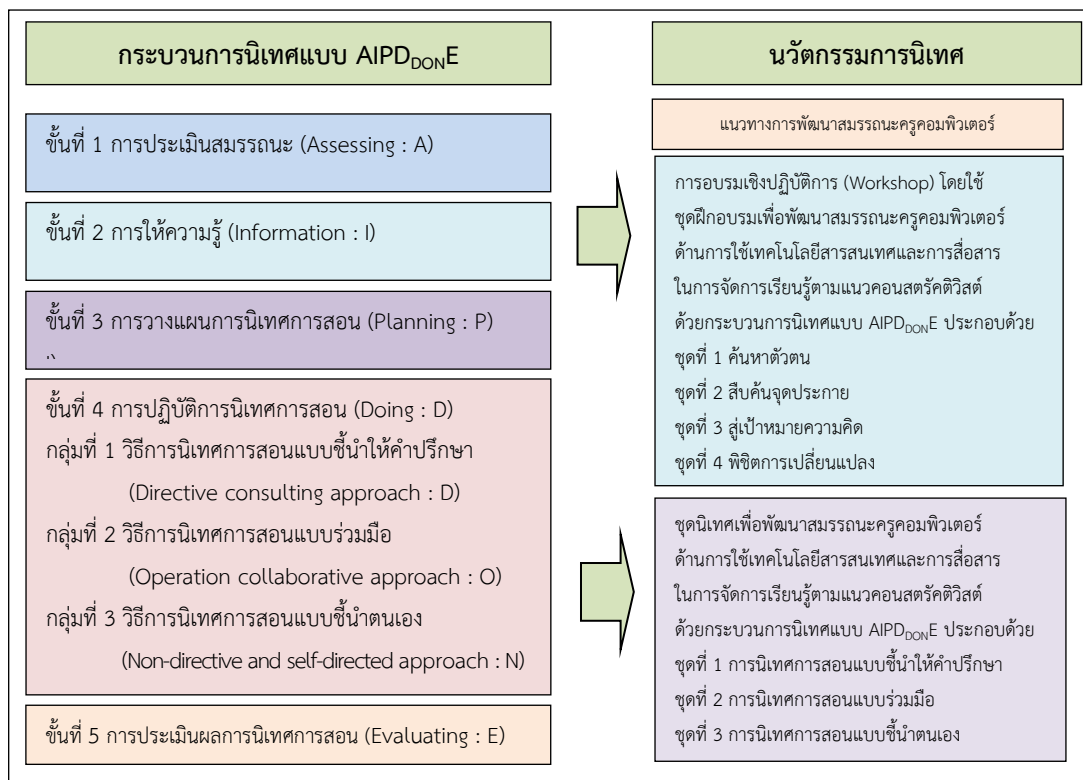 กระบวนการนิเทศแบบ AIPDDONE
ขั้นที่ 1 การประเมินสมรรถนะ (Assessing : A)
ขั้นที่ 2 การให้ความรู้ (Information : I)
ขั้นที่ 3 การวางแผนการนิเทศการสอน (Planning : P)
ขั้นที่ 4 การปฏิบัติการนิเทศการสอน (Doing : D)
กลุ่มที่ 1 วิธีการนิเทศการสอนแบบชี้นำให้คำปรึกษา
(Directive consulting approach : D)
กลุ่มที่ 2 วิธีการนิเทศการสอนแบบร่วมมือ
(Operation collaborative approach : O)
กลุ่มที่ 3 วิธีการนิเทศการสอนแบบชี้นำตนเอง
(Non-directive and self-directed approach : N)
ขั้นที่ 5 การประเมินผลการนิเทศการสอน (Evaluating : E)
นวัตกรรมการนิเทศ
แนวทางการพัฒนาสมรรถนะครูคอมพิวเตอร์
การอบรมเชิงปฏิบัติการ (Workshop) โดยใช้
ชุดฝึกอบรมเพื่อพัฒนาสมรรถนะครูคอมพิวเตอร์
ด้านการใช้เทคโนโลยีสารสนเทศและการสื่อสาร
ในการจัดการเรียนรู้ตามแนวคอนสตรัคติวิสต์
ด้วยกระบวนการนิเทศแบบ AIPDDONE ประกอบด้วย
ชุดที่ 1 ค้นหาตัวตน
ชุดที่ 2 สืบค้นจุดประกาย
ชุดที่ 3 สู่เป้าหมายความคิด
ชุดที่ 4 พิชิตการเปลี่ยนแปลง
ชุดนิเทศเพื่อพัฒนาสมรรถนะครูคอมพิวเตอร์
ด้านการใช้เทคโนโลยีสารสนเทศและการสื่อสาร
ในการจัดการเรียนรู้ตามแนวคอนสตรัคติวิสต์
ด้วยกระบวนการนิเทศแบบ AIPDDONE ประกอบด้วย
ชุดที่ 1 การนิเทศการสอนแบบชี้นำให้คำปรึกษา
ชุดที่ 2 การนิเทศการสอนแบบร่วมมือ
ชุดที่ 3 การนิเทศการสอนแบบชี้นำตนเอง